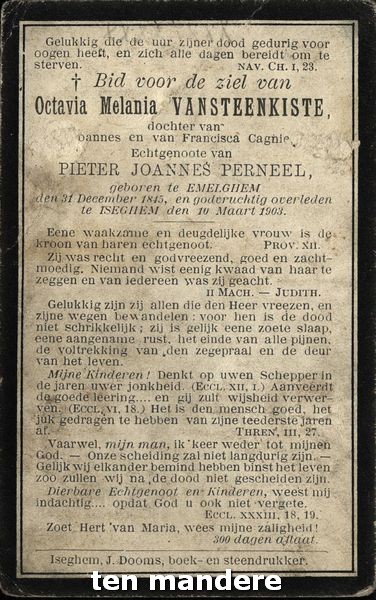 Gelukkig die de uur zijner dood gedurig voor
oogen heeft, en zich alle dagen bereidt om te
sterven. NAV. CH. I, 23.
† Bid voor de ziel van
Octavia Melania VANSTEENKISTE,
dochter van
oannes en van Francisca Cagnie.
Echtgenoote van
PIETER JOANNES PERNEEL,
geboren te EMELGHEM
den 31 December 1845, en godvruchtig overleden
te ISEGHEM den 10 Maart 1903.
Eene waakzame en deugdelijke vrouw is de
kroon van haren echtgenoot. PROV. XII.
Zij was recht en godvreezend, goed en zacht-
moedig. Niemand wist eenig kwaad van haar te
zeggen en van iedereen was zij geacht.
II MACH. — JUDITH.
Gelukkig zijn zij allen die den Heer vreezen, en
zijne wegen bewandelen : voor hen is de dood
niet schrikkelijk ; zij is gelijk eene zoete slaap,
eene aangename rust, het einde van alle pijnen,
de voltrekking van den zegepraal en de deur
van het leven.
Mijne Kinderen ! Denkt op uwen Schepper in
de jaren uwer jonkheid. (ECCL. XII, 1.) Aanveerdt
de goede leering.... en gij zult wijsheid verwer-
ven. (ECCL, VI, 18.) Het is den mensch goed, het
juk gedragen te hebben van zijne teederste jaren
af.— THREN, III, 27.
Vaarwel, mijn man, ik keer weder tot mijnen
God. — Onze scheiding zal niet langdurig zijn. —
Gelijk wij elkander bemind hebben binst het leven
zoo zullen wij na de dood niet gescheiden zijn.
Dierbare Echtgenoot en Kinderen, weest mij
indachtig.... opdat God u ook niet vergete.
ECCL. XXXIII, 18, 19.
Zoet Hert van Maria, wees mijne zaligheid !
300 dagen aflaat.
Iseghem, J. Dooms, boek- en steendrukker.
ten mandere